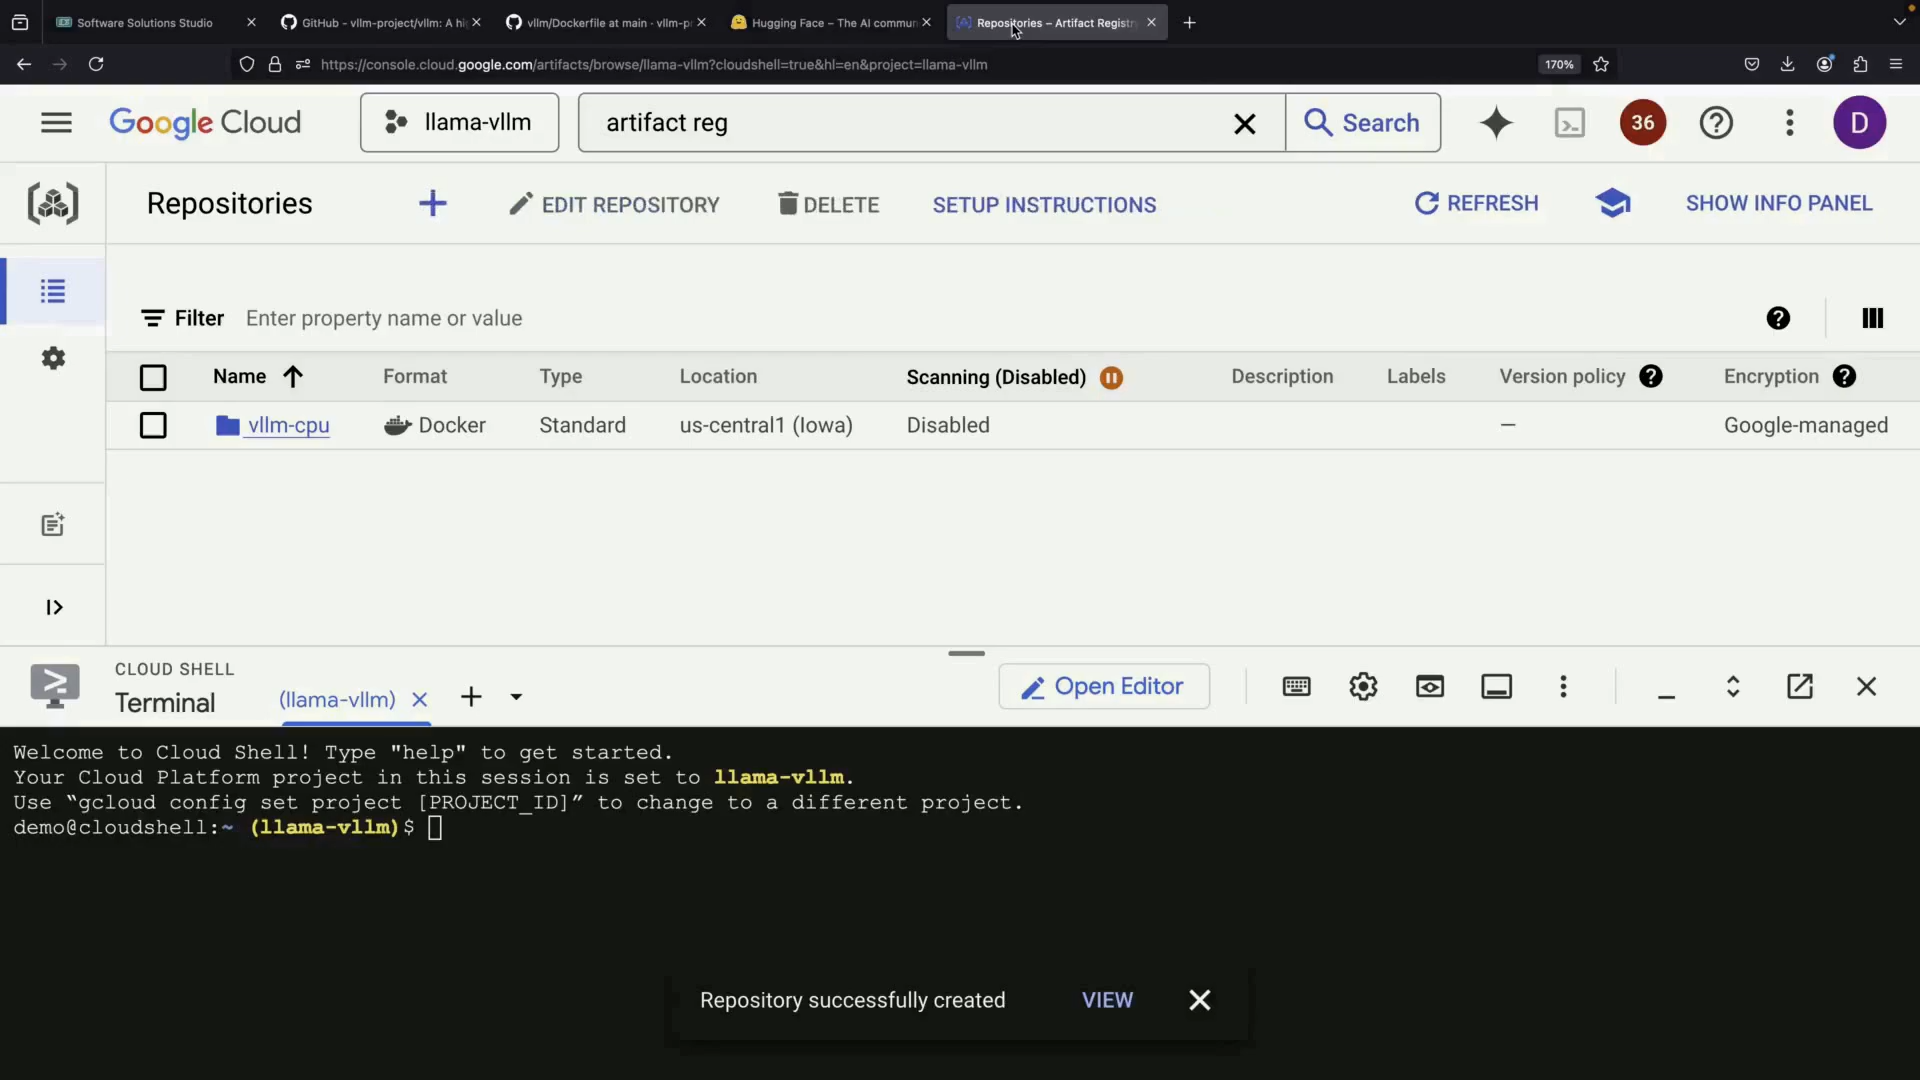 Software Solutions Studio
GitHub - vllm-project/vllm: A hi
vllm/Dockerfile at main · vllm-pr
Hugging Face – The AI commun
Repositories – Artifact Registr
https://console.cloud.google.com/artifacts/browse/llama-vllm?cloudshell=true&hl=en&project=llama-vllm
170%
Google Cloud
llama-vllm
artifact reg
Search
36
D
Repositories
EDIT REPOSITORY
DELETE
SETUP INSTRUCTIONS
REFRESH
SHOW INFO PANEL
Filter
Enter property name or value
Name
Format
Type
Location
Scanning (Disabled)
Description
Labels
Version policy
Encryption
vllm-cpu
Docker
Standard
us-central1 (Iowa)
Disabled
—
Google-managed
CLOUD SHELL
Terminal
(llama-vllm)
Open Editor
Welcome to Cloud Shell! Type "help" to get started.
Your Cloud Platform project in this session is set to llama-vllm.
Use “gcloud config set project [PROJECT_ID]” to change to a different project.
demo@cloudshell:~ (llama-vllm)$
Repository successfully created
VIEW